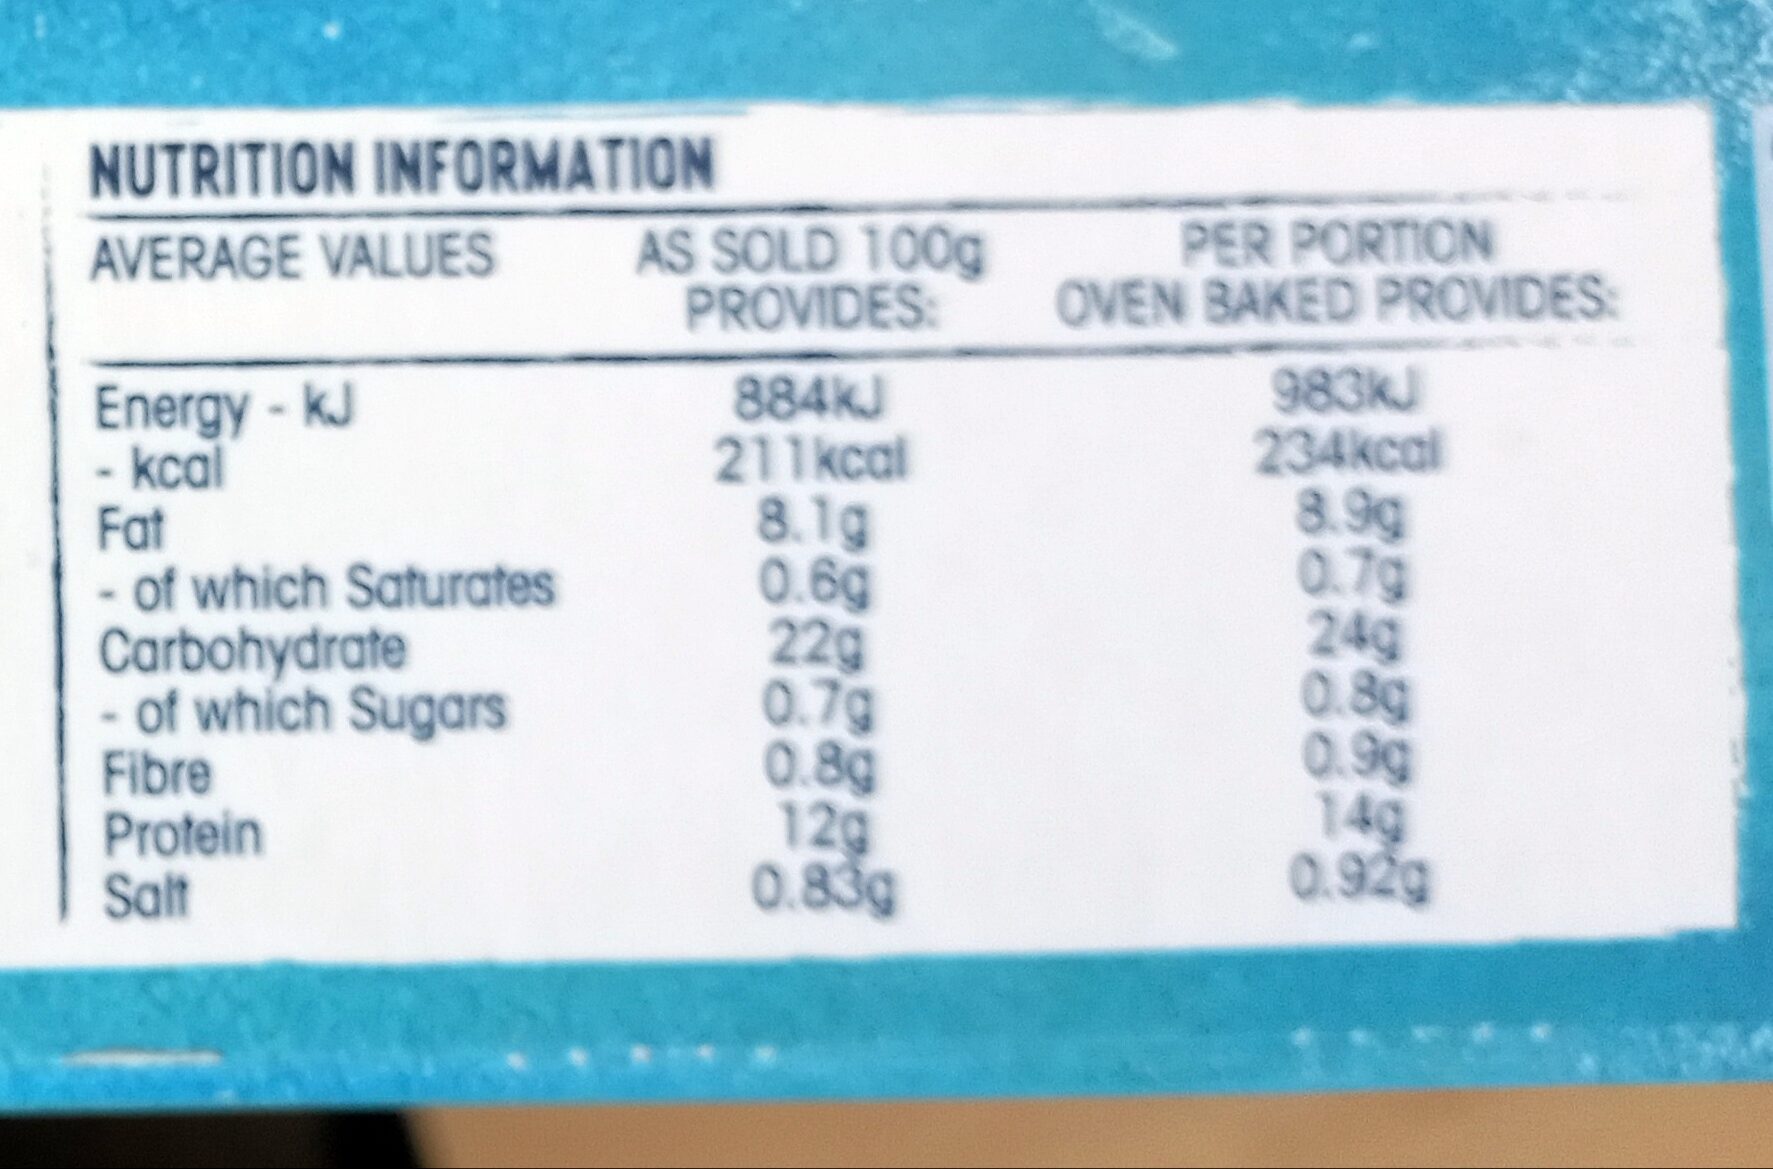 NUTRITION INFORMATION
AVERAGE VALUES AS SOLD 100g PER PORTION
PROVIDES: OVEN BAKED PROVIDES:
Energy - kJ 884kJ 983kJ
- kcal 211kcal 234kcal
Fat 8.1g 8.9g
- of which Saturates 0.6g 0.7g
Carbohydrate 22g 24g
- of which Sugars 0.7g 0.8g
Fibre 0.8g 0.9g
Protein 12g 14g
Salt 0.83g 0.92g